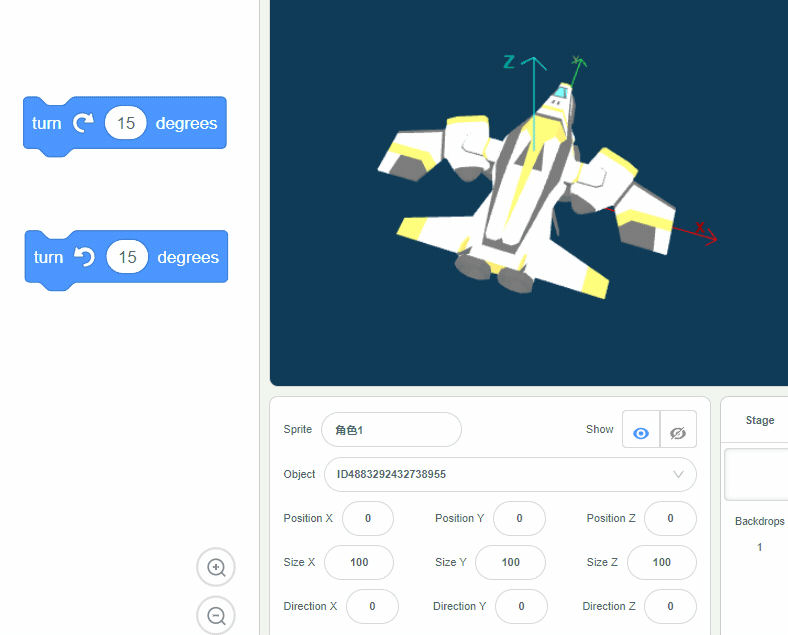 turn 15 degrees
turn 15 degrees
Z
Y
X
Sprite 角色1 Show
Object ID4883292432738955
Position X 0 Position Y 0 Position Z 0
Size X 100 Size Y 100 Size Z 100
Direction X 0 Direction Y 0 Direction Z 0
Stage
Backdrops
1